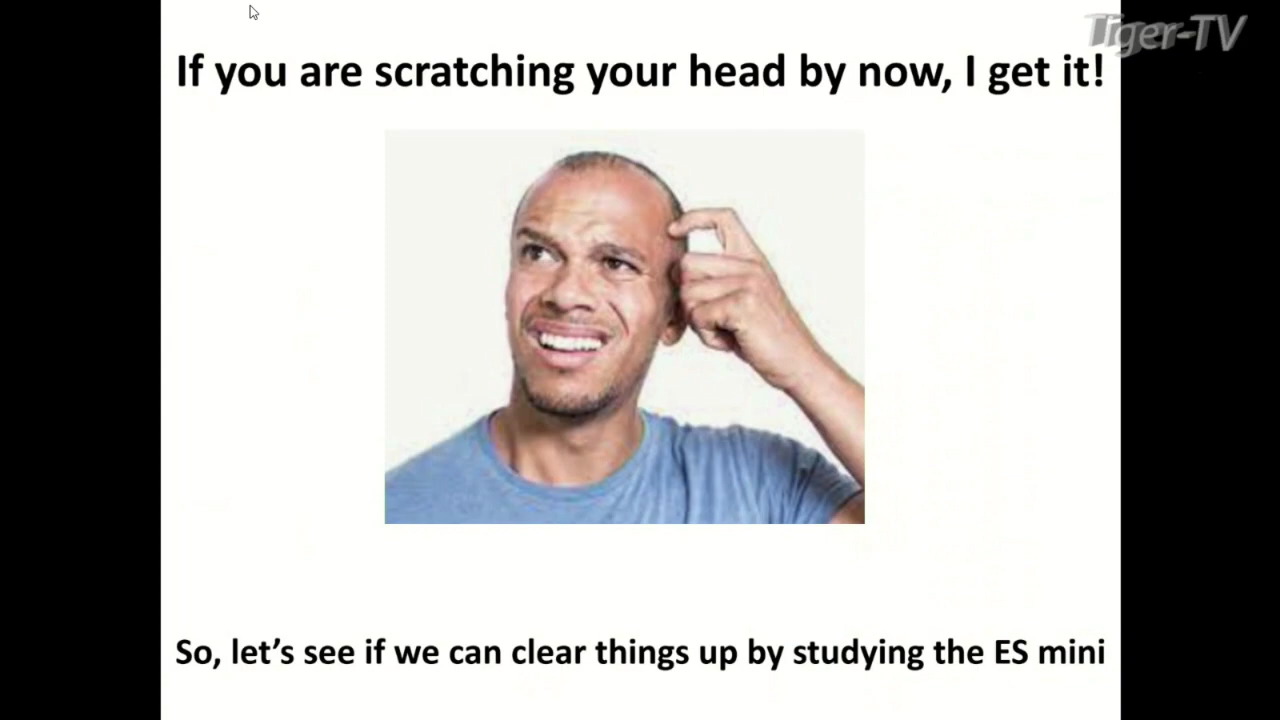 Tiger-TV
If you are scratching your head by now, I get it!
So, let’s see if we can clear things up by studying the ES mini